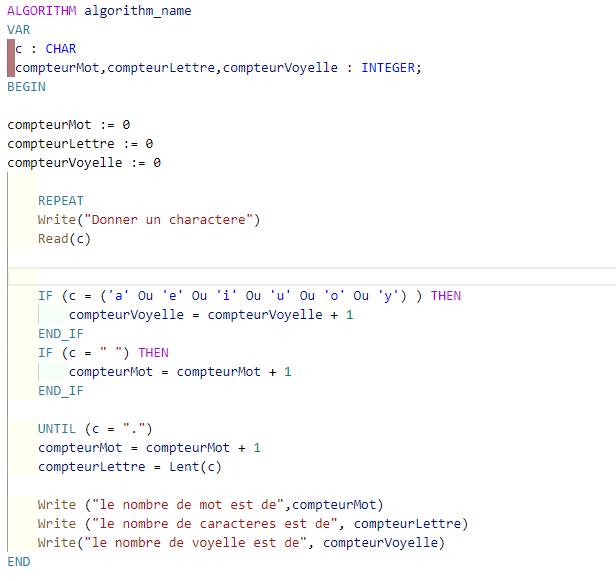 ALGORITHM algorithm_name
VAR
c : CHAR
compteurMot,compteurLettre,compteurVoyelle : INTEGER;
BEGIN
compteurMot := 0
compteurLettre := 0
compteurVoyelle := 0
REPEAT
Write("Donner un charactere")
Read(c)
IF (c = ('a' Ou 'e' Ou 'i' Ou 'u' Ou 'o' Ou 'y') ) THEN
compteurVoyelle = compteurVoyelle + 1
END_IF
IF (c = " ") THEN
compteurMot = compteurMot + 1
END_IF
UNTIL (c = ".")
compteurMot = compteurMot + 1
compteurLettre = Lent(c)
Write ("le nombre de mot est de",compteurMot)
Write ("le nombre de caracteres est de", compteurLettre)
Write("le nombre de voyelle est de", compteurVoyelle)
END